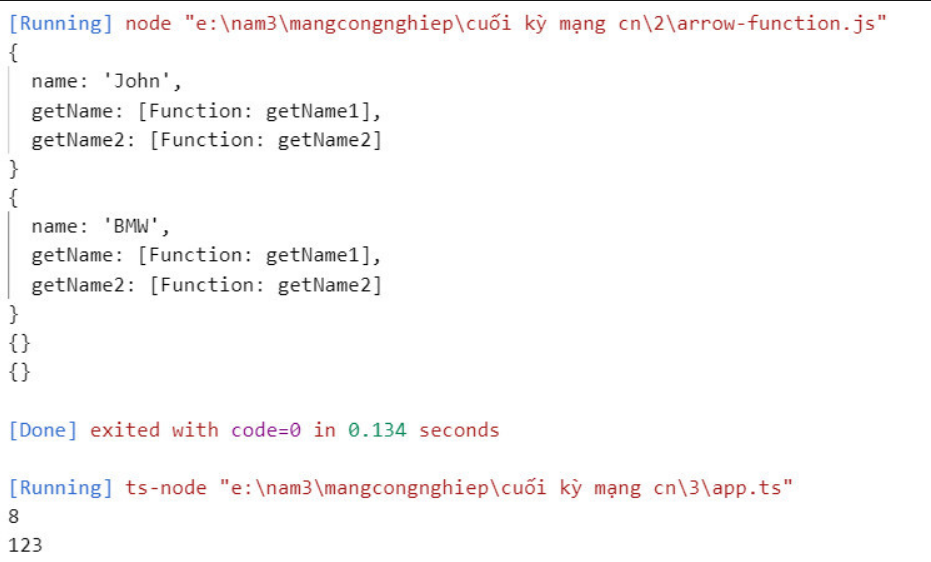 [Running] node "e:\nam3\mangcongnghiep\cuối kỳ mạng cn\2\arrow-function.js"
{
  name: 'John',
  getName: [Function: getName1],
  getName2: [Function: getName2]
}
{
  name: 'BMW',
  getName: [Function: getName1],
  getName2: [Function: getName2]
}
{}
{}
[Done] exited with code=0 in 0.134 seconds
[Running] ts-node "e:\nam3\mangcongnghiep\cuối kỳ mạng cn\3\app.ts"
8
123